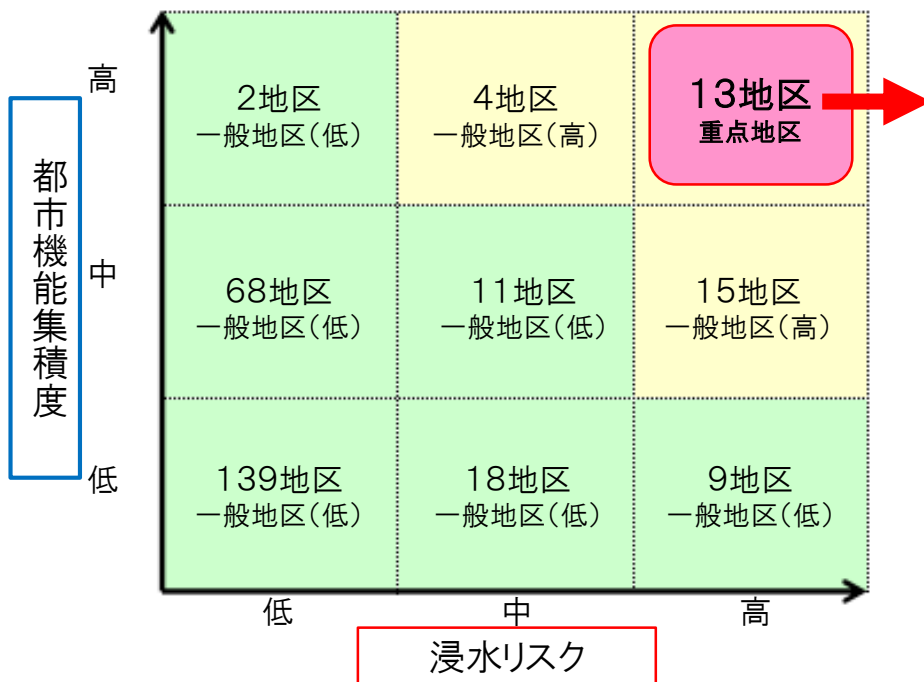 都市機能集積度
高
2地区
一般地区(低)
4地区
一般地区(高)
13地区
重点地区
中
68地区
一般地区(低)
11地区
一般地区(低)
15地区
一般地区(高)
低
139地区
一般地区(低)
18地区
一般地区(低)
9地区
一般地区(低)
低
中
高
浸水リスク